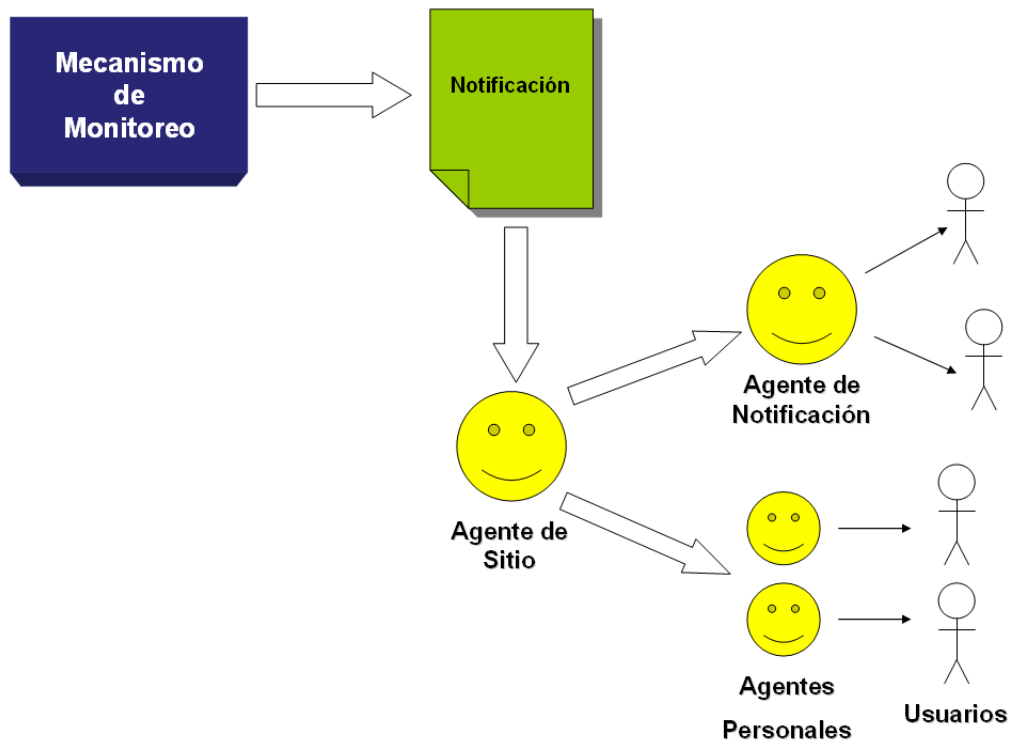 Mecanismo
de
Monitoreo
Notificación
Agente de
Notificación
Agente de
Sitio
Agentes
Personales
Usuarios